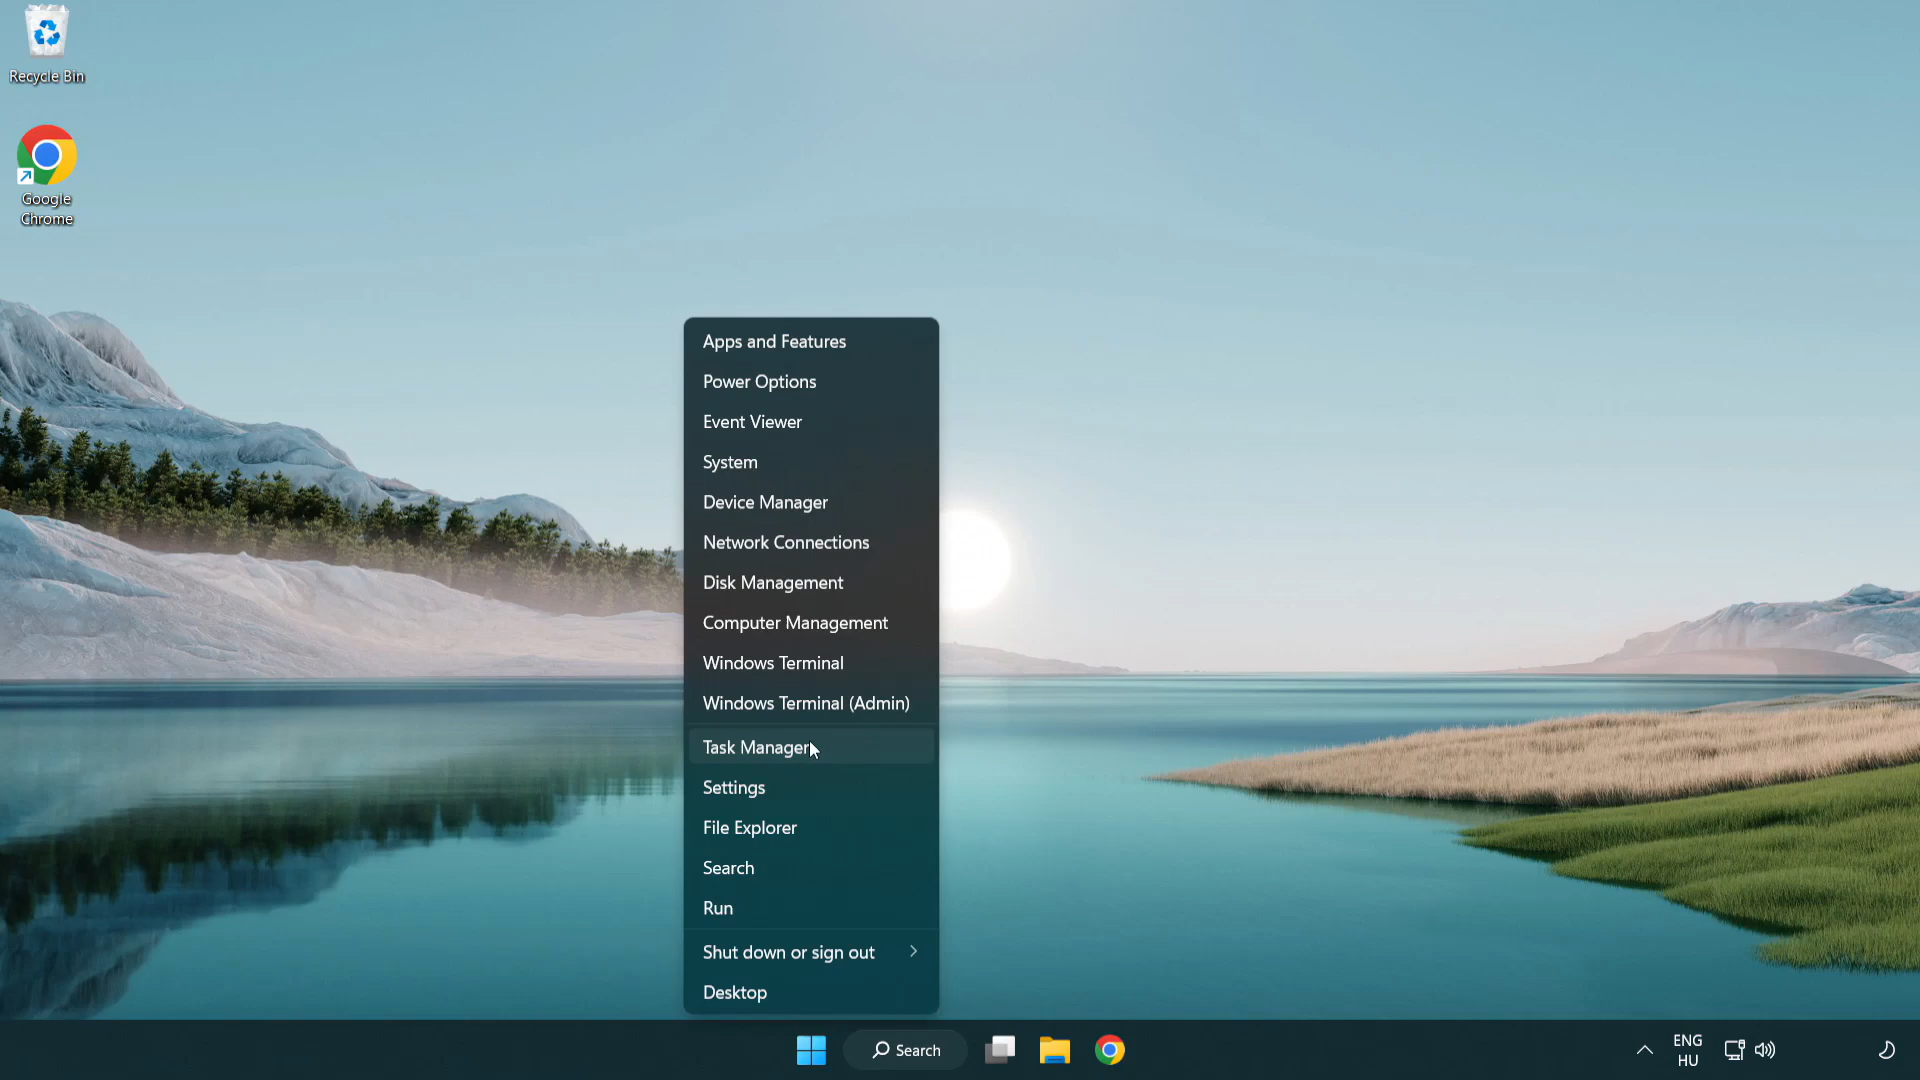 Recycle Bin
Google
Chrome
Apps and Features
Power Options
Event Viewer
System
Device Manager
Network Connections
Disk Management
Computer Management
Windows Terminal
Windows Terminal (Admin)
Task Manager
Settings
File Explorer
Search
Run
Shut down or sign out
Desktop
Search
ENG
HU